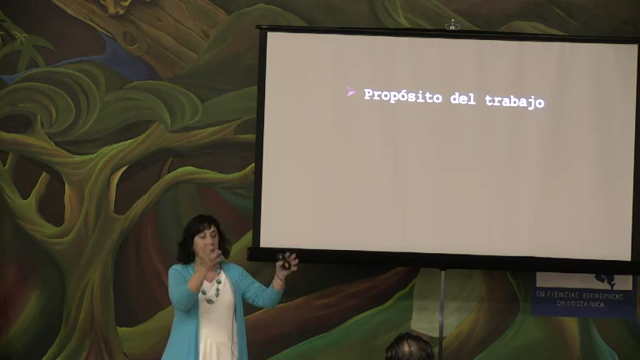 Propósito del trabajo
EN CIENCIAS ECONÓMICAS
DE COSTA RICA